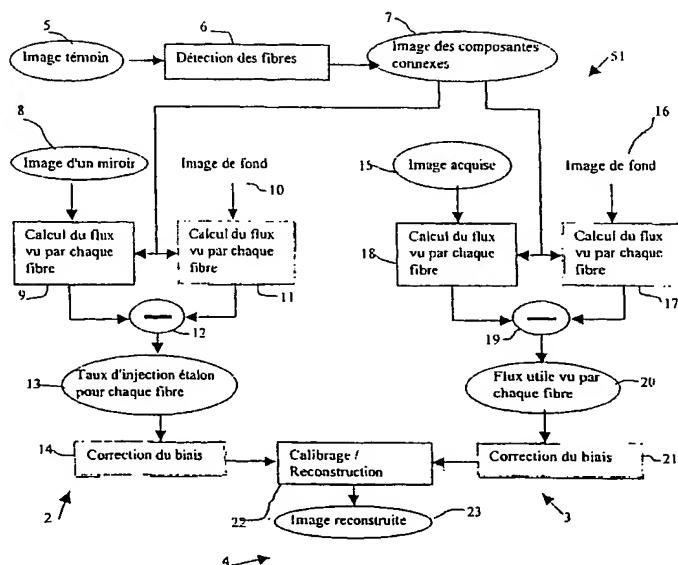 5
6
7
Image témoin
Détection des fibres
Image des composantes
connexes
51
8
16
Image d'un miroir
Image de fond
10
15
Image acquise
Image de fond
Calcul du flux
vu par chaque
fibre
9
Calcul du flux
vu par chaque
fibre
11
18
Calcul du flux
vu par chaque
fibre
Calcul du flux
vu par chaque
fibre
17
12
19
13
Taux d'injection étalon
pour chaque fibre
Flux utile vu par
chaque fibre
20
14
Correction du biais
Calibrage /
Reconstruction
Correction du biais
21
22
Image reconstruite
23
2
3
4